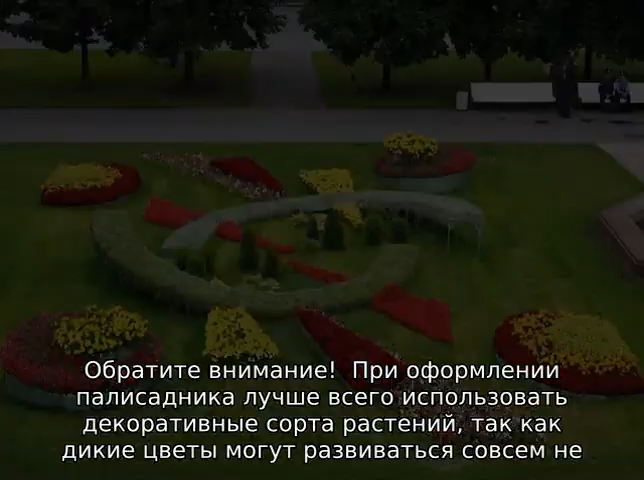 Обратите внимание!  При оформлении
палисадника лучше всего использовать
декоративные сорта растений, так как
дикие цветы могут развиваться совсем не